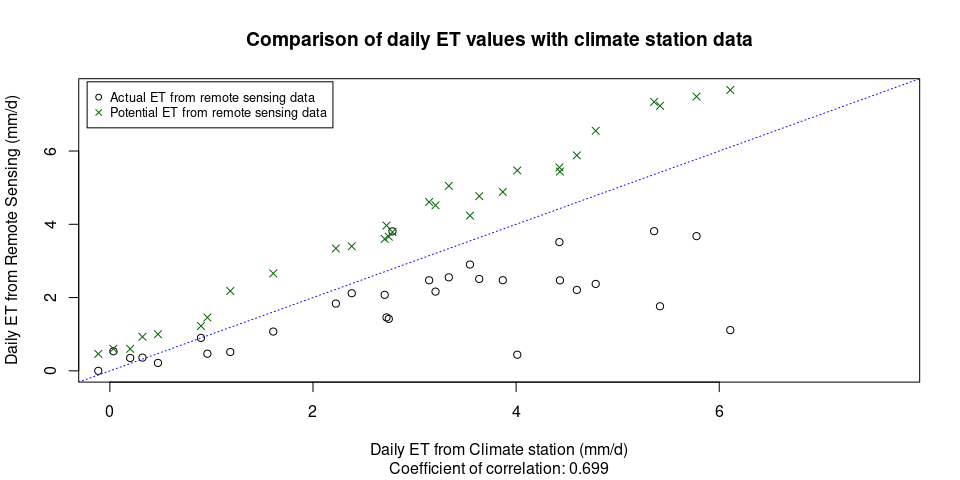 Comparison of daily ET values with climate station data
Actual ET from remote sensing data
Potential ET from remote sensing data
Daily ET from Remote Sensing (mm/d)
6
4
2
0
0 2 4 6
Daily ET from Climate station (mm/d)
Coefficient of correlation: 0.699